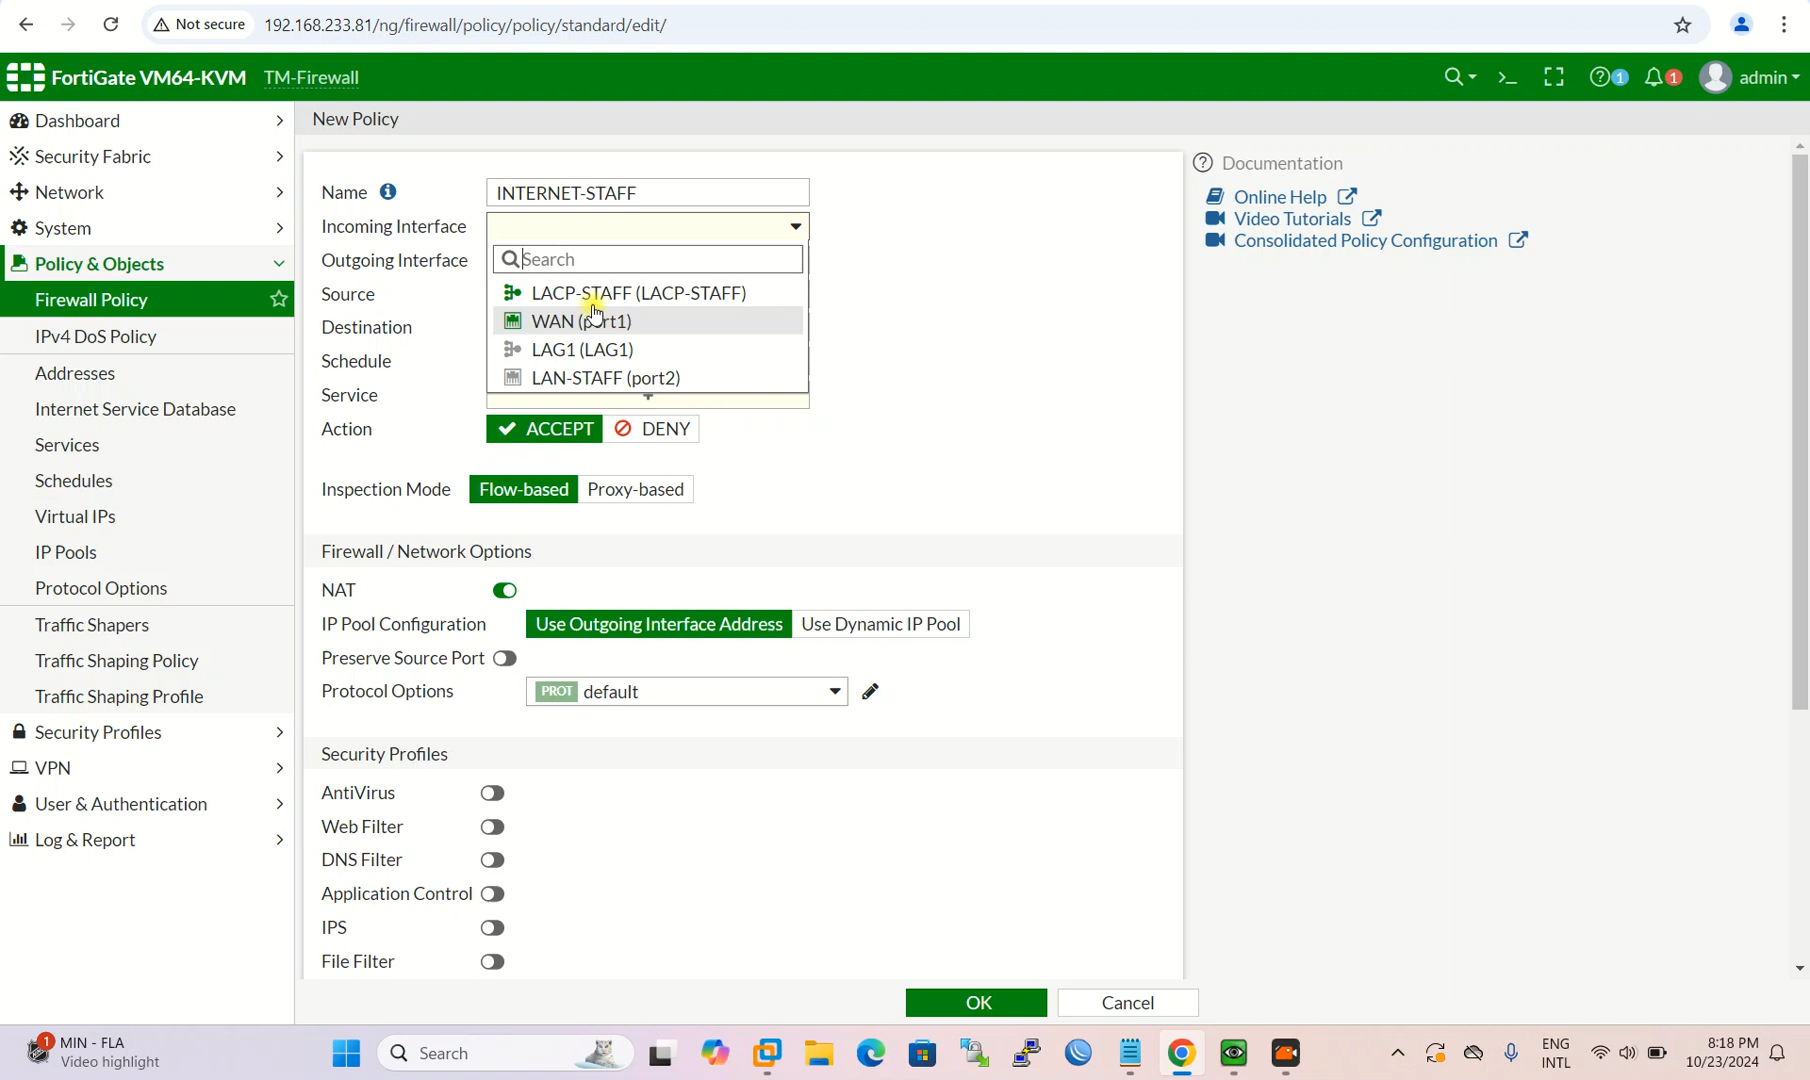 Not secure 192.168.233.81/ng/firewall/policy/policy/standard/edit/
FortiGate VM64-KVM TM-Firewall
1 1 admin
Dashboard
Security Fabric
Network
System
Policy & Objects
Firewall Policy
IPv4 DoS Policy
Addresses
Internet Service Database
Services
Schedules
Virtual IPs
IP Pools
Protocol Options
Traffic Shapers
Traffic Shaping Policy
Traffic Shaping Profile
Security Profiles
VPN
User & Authentication
Log & Report
New Policy
Name INTERNET-STAFF
Incoming Interface
Search
LACP-STAFF (LACP-STAFF)
WAN (port1)
LAG1 (LAG1)
LAN-STAFF (port2)
Outgoing Interface
Source
Destination
Schedule
Service
Action ACCEPT DENY
Inspection Mode Flow-based Proxy-based
Firewall / Network Options
NAT
IP Pool Configuration Use Outgoing Interface Address Use Dynamic IP Pool
Preserve Source Port
Protocol Options PROT default
Security Profiles
AntiVirus
Web Filter
DNS Filter
Application Control
IPS
File Filter
OK Cancel
Documentation
Online Help
Video Tutorials
Consolidated Policy Configuration
1 MIN - FLA
Video highlight
Search
ENG
INTL
8:18 PM
10/23/2024